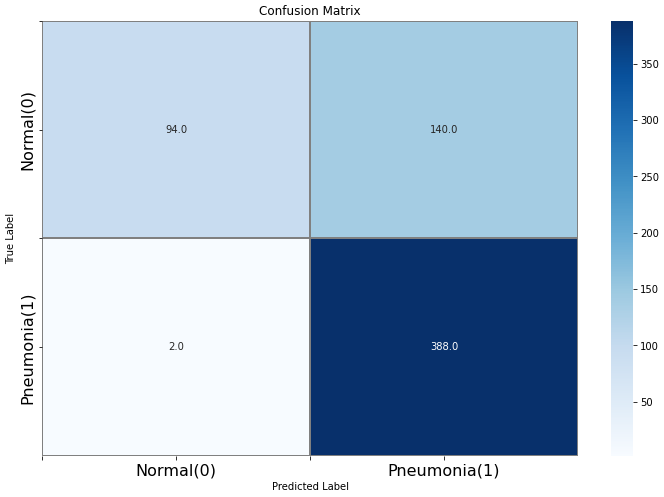 Confusion Matrix
Normal(0)
94.0
140.0
True Label
Pneumonia(1)
2.0
388.0
Normal(0)
Pneumonia(1)
Predicted Label
350
300
250
200
150
100
50